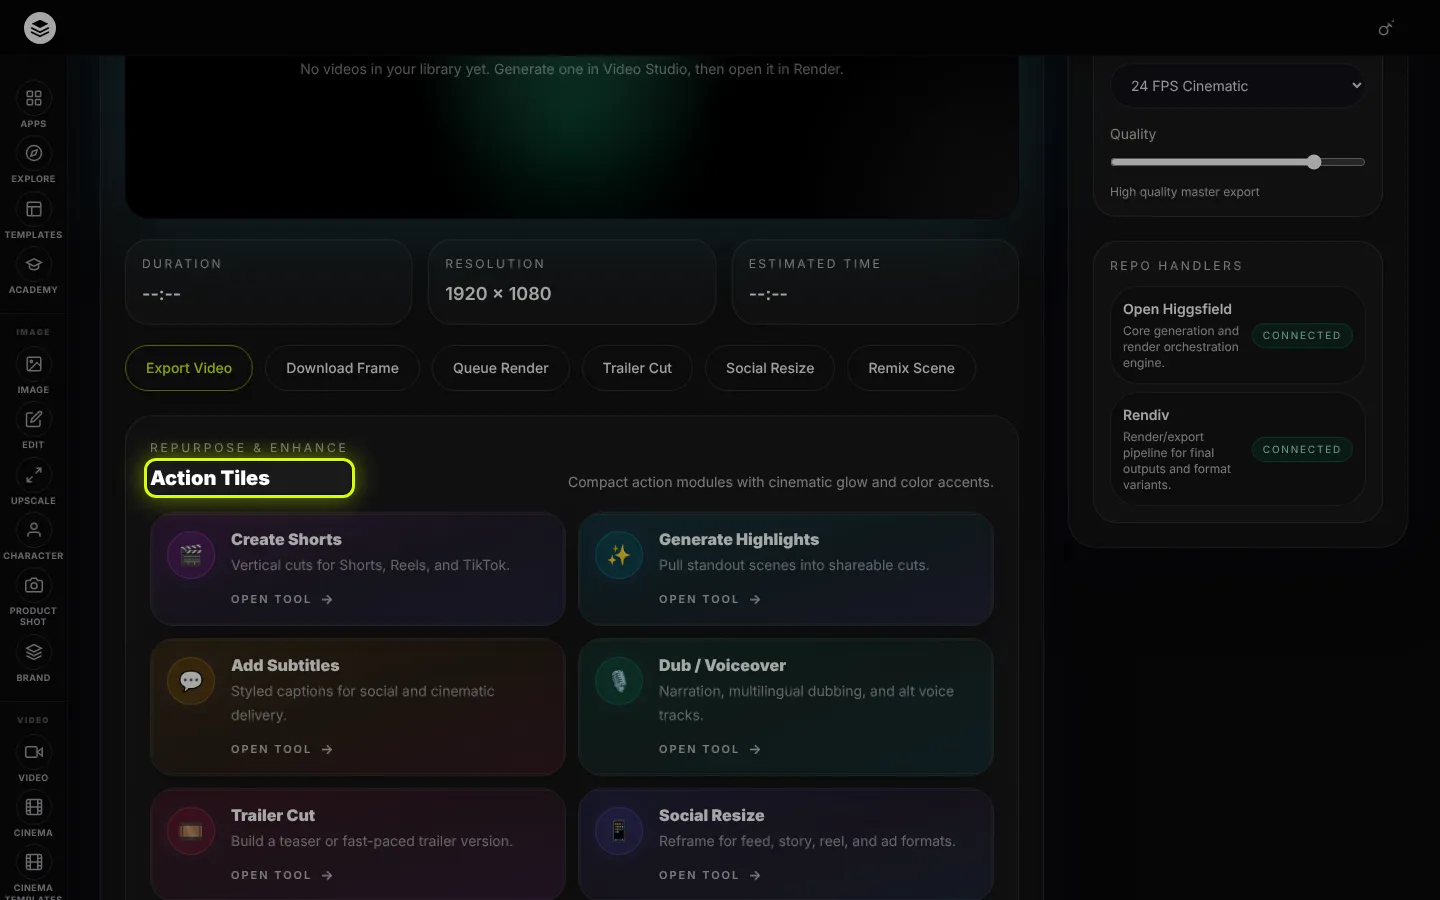 No videos in your library yet. Generate one in Video Studio, then open it in Render.
APPS
EXPLORE
TEMPLATES
ACADEMY
IMAGE
IMAGE
EDIT
UPSCALE
CHARACTER
PRODUCT
SHOT
BRAND
VIDEO
VIDEO
CINEMA
CINEMA
TEMPLATES
DURATION
--:--
RESOLUTION
1920 × 1080
ESTIMATED TIME
--:--
Export Video
Download Frame
Queue Render
Trailer Cut
Social Resize
Remix Scene
REPURPOSE & ENHANCE
Action Tiles
Compact action modules with cinematic glow and color accents.
Create Shorts
Vertical cuts for Shorts, Reels, and TikTok.
OPEN TOOL →
Generate Highlights
Pull standout scenes into shareable cuts.
OPEN TOOL →
Add Subtitles
Styled captions for social and cinematic
delivery.
OPEN TOOL →
Dub / Voiceover
Narration, multilingual dubbing, and alt voice
tracks.
OPEN TOOL →
Trailer Cut
Build a teaser or fast-paced trailer version.
OPEN TOOL →
Social Resize
Reframe for feed, story, reel, and ad formats.
OPEN TOOL →
24 FPS Cinematic
Quality
High quality master export
REPO HANDLERS
Open Higgsfield
Core generation and
render orchestration
engine.
CONNECTED
Rendiv
Render/export
pipeline for final
outputs and format
variants.
CONNECTED